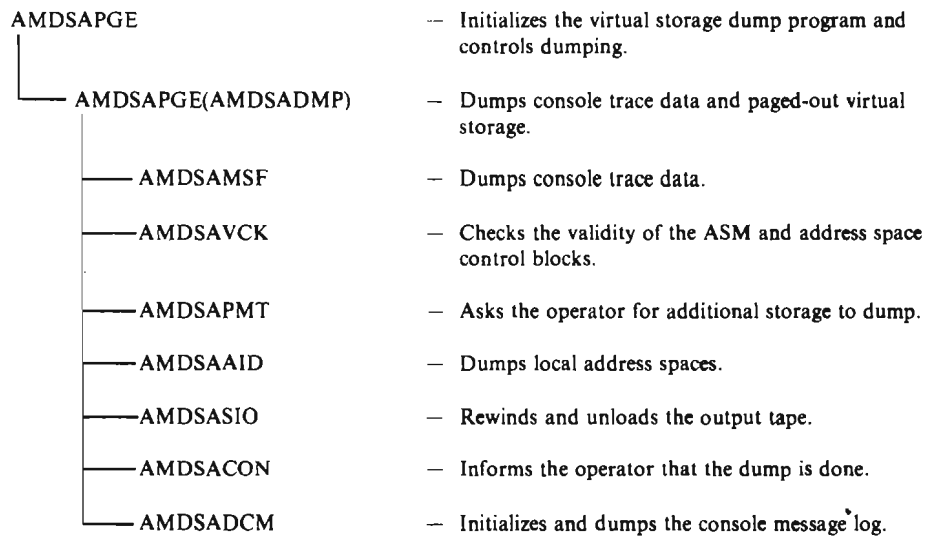 AMDSAPGE — Initializes the virtual storage dump program and
controls dumping.
AMDSAPGE(AMDSADMP) — Dumps console trace data and paged-out virtual
storage.
AMDSAMSF — Dumps console trace data.
AMDSAVCK — Checks the validity of the ASM and address space
control blocks.
AMDSAPMT — Asks the operator for additional storage to dump.
AMDSAAID — Dumps local address spaces.
AMDSASIO — Rewinds and unloads the output tape.
AMDSACON — Informs the operator that the dump is done.
AMDSADCM — Initializes and dumps the console message log.